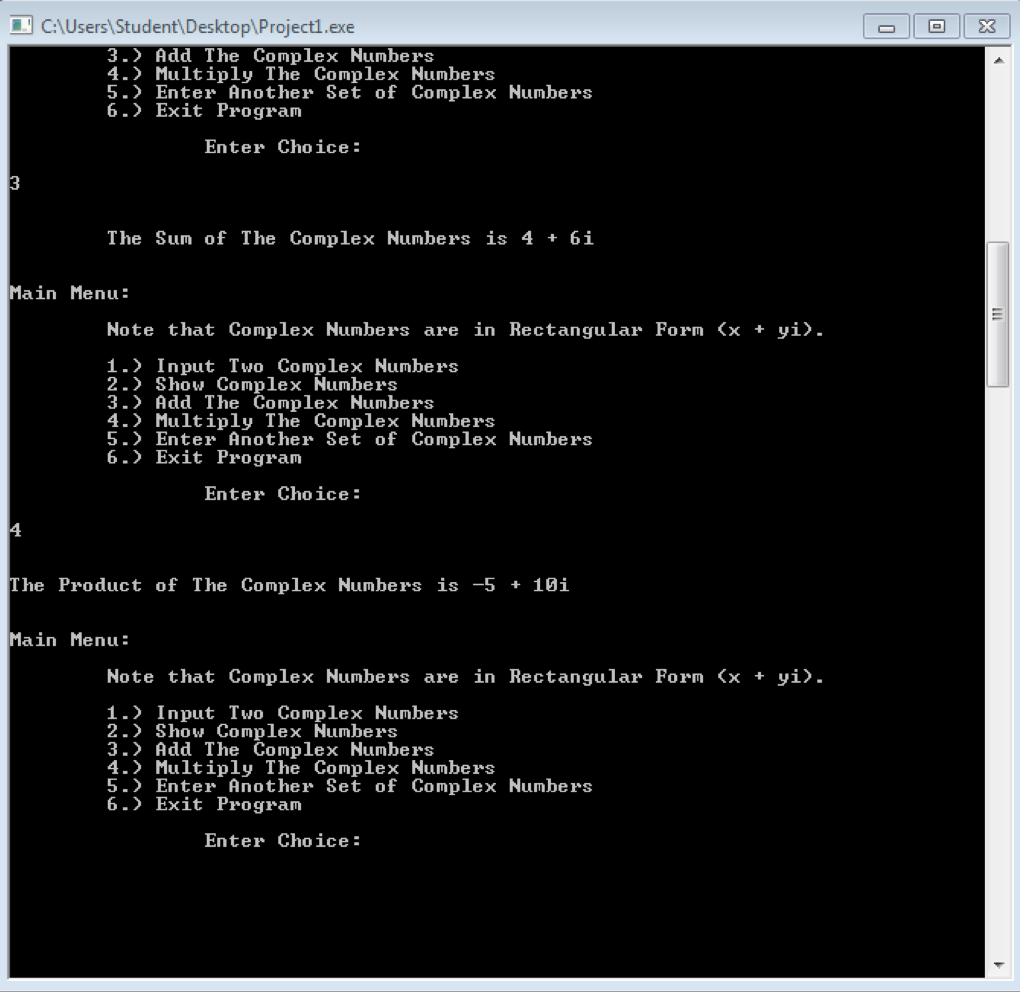 C:\Users\Student\Desktop\Project1.exe
3.) Add The Complex Numbers
4.) Multiply The Complex Numbers
5.) Enter Another Set of Complex Numbers
6.) Exit Program
Enter Choice:
3
The Sum of The Complex Numbers is 4 + 6i
Main Menu:
Note that Complex Numbers are in Rectangular Form (x + yi).
1.) Input Two Complex Numbers
2.) Show Complex Numbers
3.) Add The Complex Numbers
4.) Multiply The Complex Numbers
5.) Enter Another Set of Complex Numbers
6.) Exit Program
Enter Choice:
4
The Product of The Complex Numbers is -5 + 10i
Main Menu:
Note that Complex Numbers are in Rectangular Form (x + yi).
1.) Input Two Complex Numbers
2.) Show Complex Numbers
3.) Add The Complex Numbers
4.) Multiply The Complex Numbers
5.) Enter Another Set of Complex Numbers
6.) Exit Program
Enter Choice: